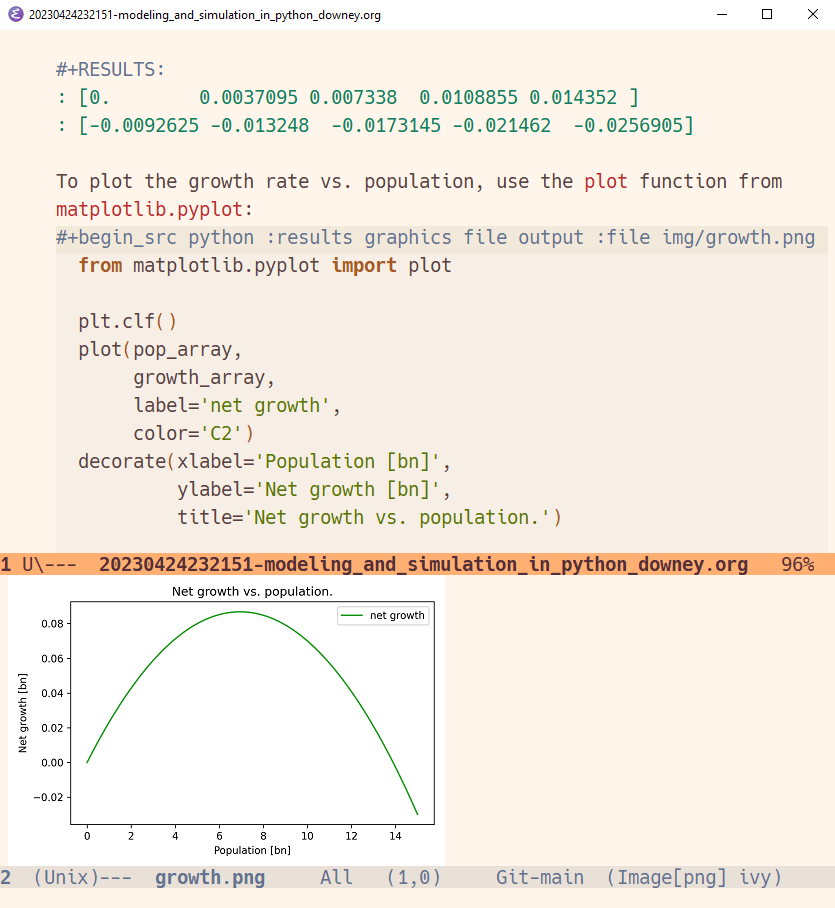 20230424232151-modeling_and_simulation_in_python_downey.org
#+RESULTS:
: [0.        0.0037095 0.007338  0.0108855 0.014352 ]
: [-0.0092625 -0.013248  -0.0173145 -0.021462  -0.0256905]
To plot the growth rate vs. population, use the plot function from
matplotlib.pyplot:
#+begin_src python :results graphics file output :file img/growth.png
from matplotlib.pyplot import plot
plt.clf()
plot(pop_array,
growth_array,
label='net growth',
color='C2')
decorate(xlabel='Population [bn]',
ylabel='Net growth [bn]',
title='Net growth vs. population.')
1 U\---  20230424232151-modeling_and_simulation_in_python_downey.org   96%
Net growth vs. population.
net growth
0.08
0.06
0.04
0.02
0.00
−0.02
Net growth [bn]
0 2 4 6 8 10 12 14
Population [bn]
2  (Unix)---  growth.png     All   (1,0)     Git-main  (Image[png] ivy)